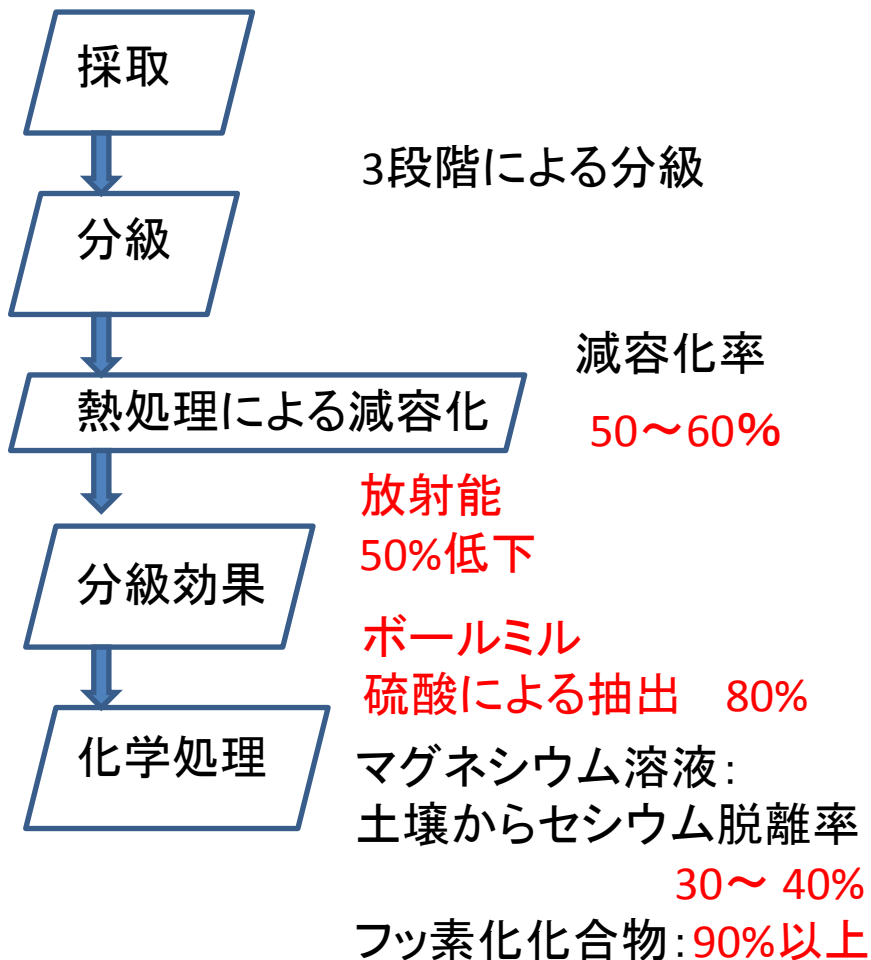 採取
3段階による分級
分級
減容化率
熱処理による減容化
50～60%
放射能
50%低下
分級効果
ボールミル
硫酸による抽出　80%
化学処理
マグネシウム溶液：
土壌からセシウム脱離率
30～ 40%
フッ素化化合物：90%以上